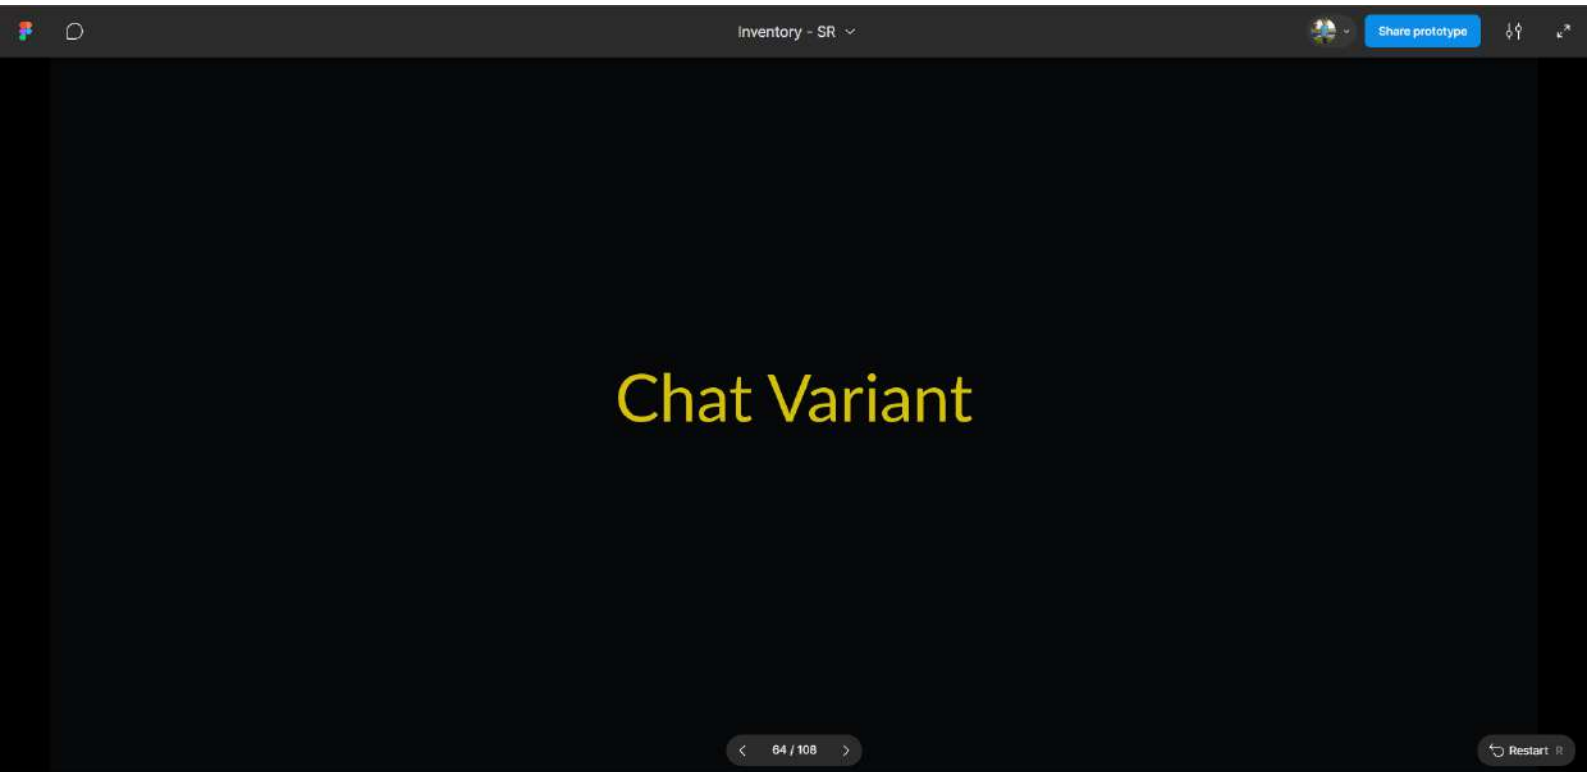 Inventory - SR
Share prototype
Chat Variant
64 / 108
Restart R